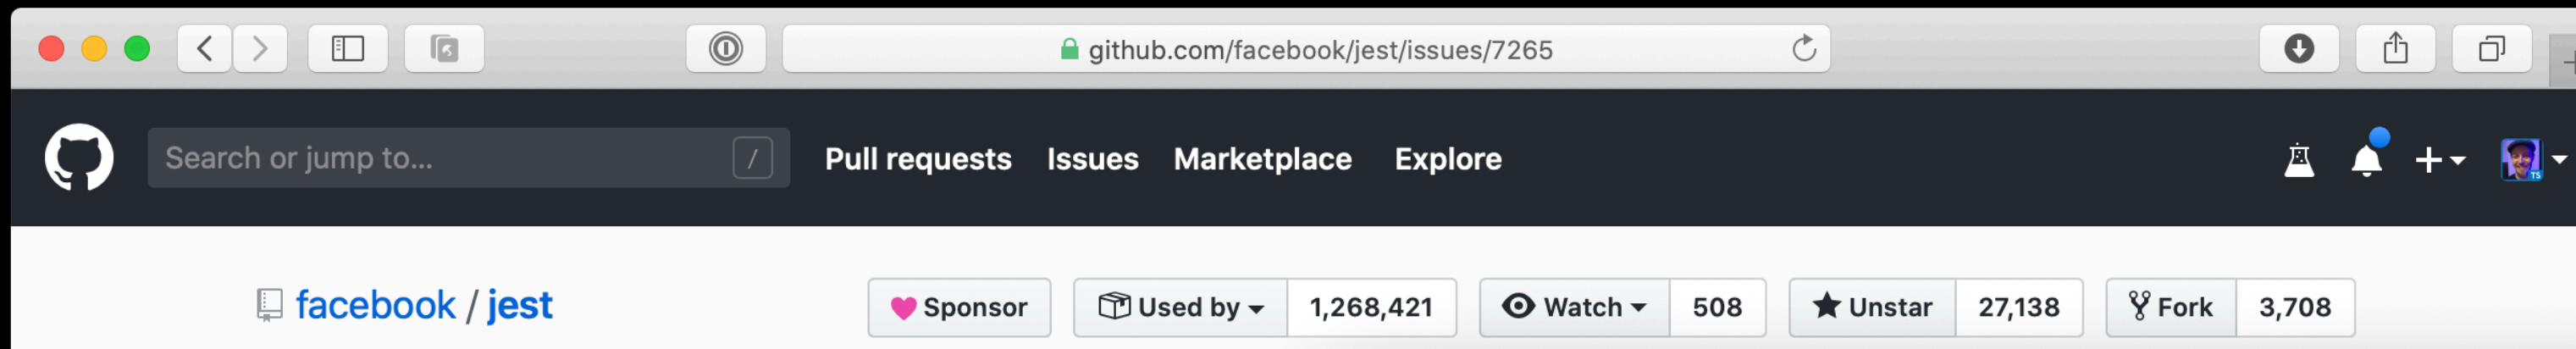 github.com/facebook/jest/issues/7265
Search or jump to... / Pull requests Issues Marketplace Explore TS
facebook / jest Sponsor Used by 1,268,421 Watch 508 Unstar 27,138 Fork 3,708